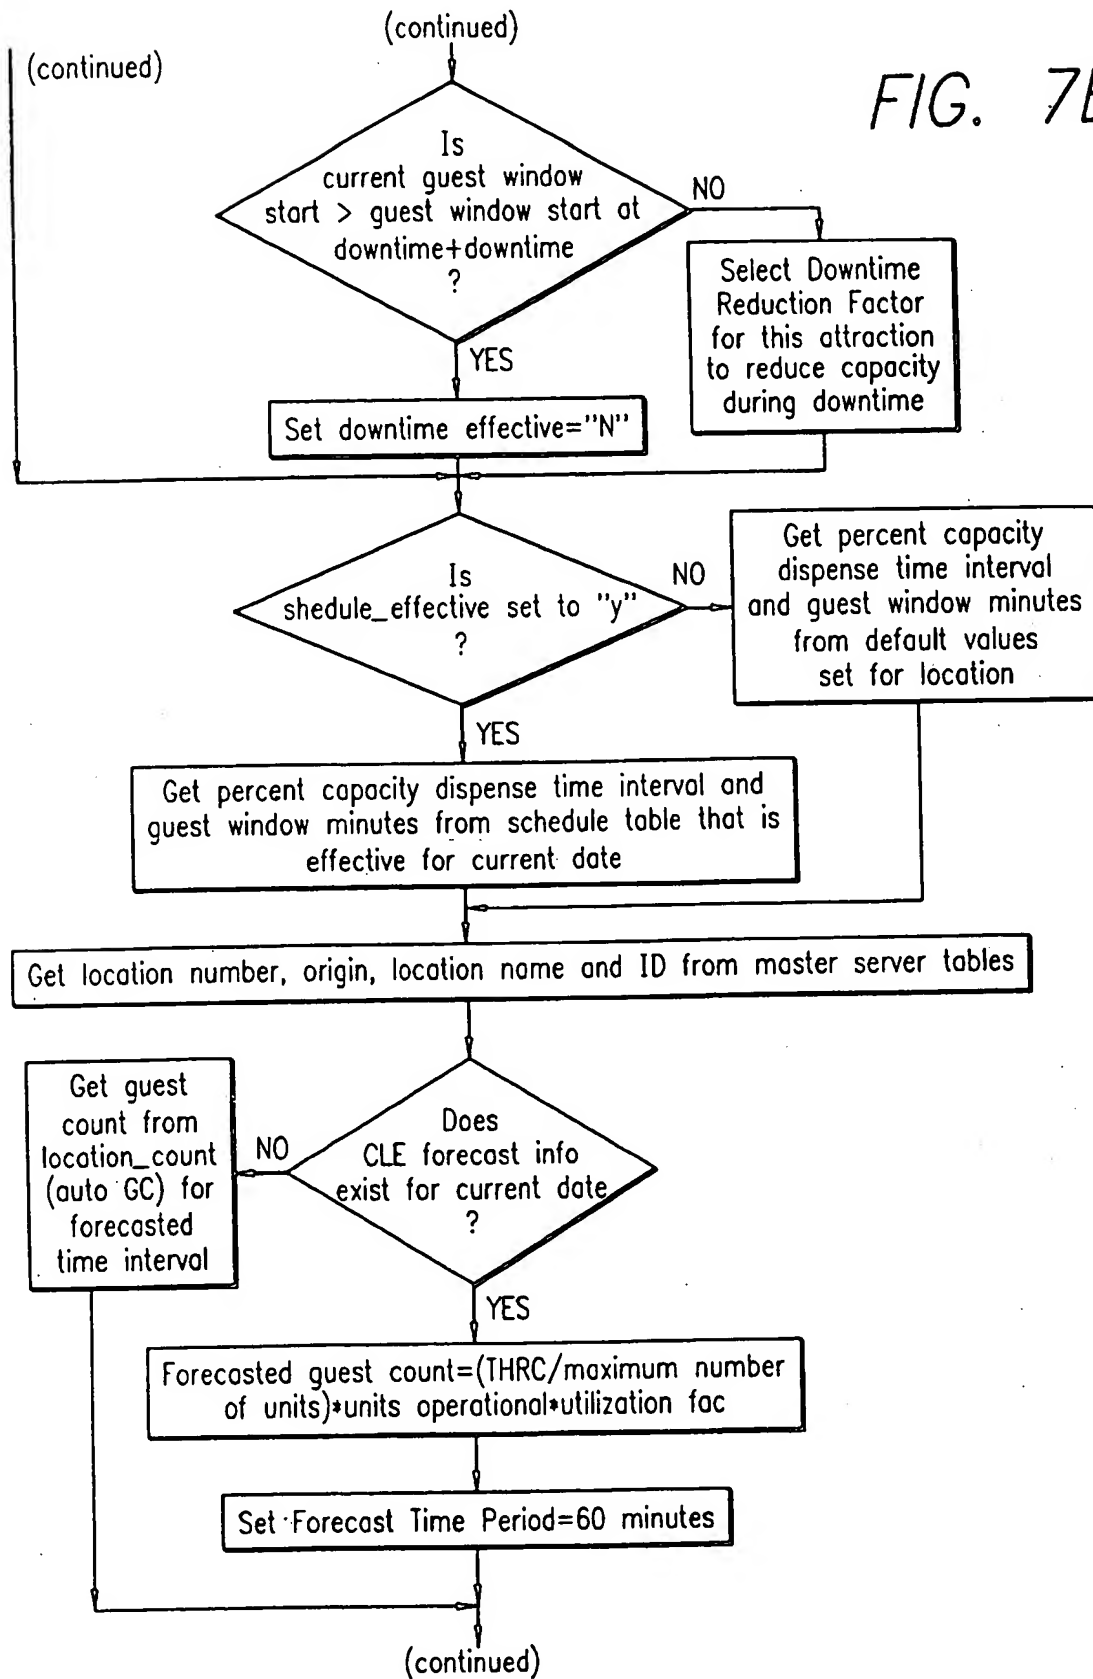 (continued)
(continued)
FIG. 7B
Is
current guest window
start > guest window start at
downtime+downtime
?
NO
Select Downtime
Reduction Factor
for this attraction
to reduce capacity
during downtime
YES
Set downtime effective="N"
Is
shedule_effective set to "y"
?
NO
Get percent capacity
dispense time interval
and guest window minutes
from default values
set for location
YES
Get percent capacity dispense time interval and
guest window minutes from schedule table that is
effective for current date
Get location number, origin, location name and ID from master server tables
Does
CLE forecast info
exist for current date
?
NO
Get guest
count from
location_count
(auto GC) for
forecasted
time interval
YES
Forecasted guest count=(THRC/maximum number
of units)*units operational*utilization fac
Set Forecast Time Period=60 minutes
(continued)